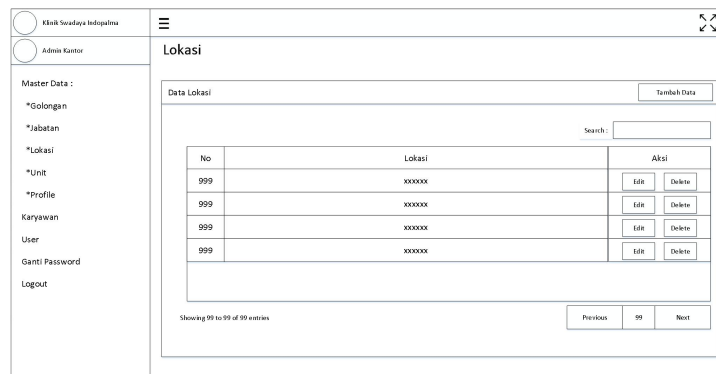 Klinik Swadaya Indopalma
Admin Kantor
Lokasi
Master Data :
*Golongan
*Jabatan
*Lokasi
*Unit
*Profile
Karyawan
User
Ganti Password
Logout
Data Lokasi
Tambah Data
Search :
No Lokasi Aksi
999 xxxxxx Edit Delete
999 xxxxxx Edit Delete
999 xxxxxx Edit Delete
999 xxxxxx Edit Delete
Showing 99 to 99 of 99 entries
Previous 99 Next